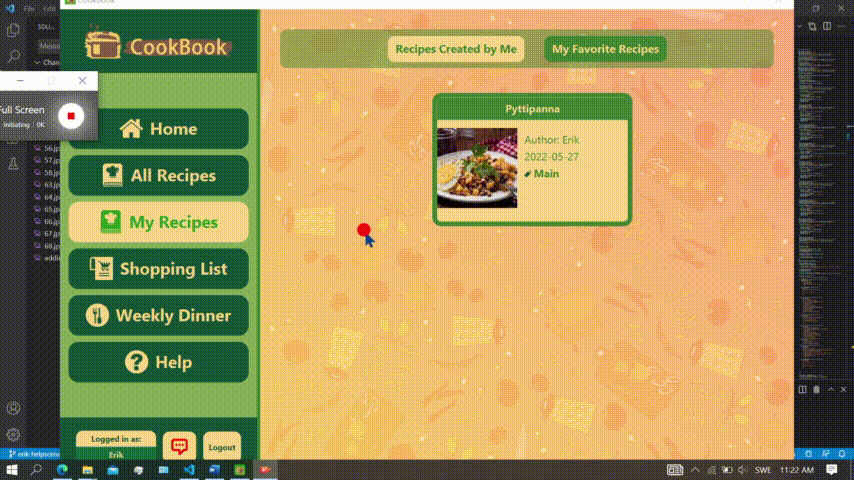 CookBook
File
Edit
SOU...
Messa
Chan
Full Screen
Initiating 0K
56.jp
57.jp
58.jp
63.jp
64.jp
65.jp
66.jp
67.jp
68.jp
addin
CookBook
Home
All Recipes
My Recipes
Shopping List
Weekly Dinner
Help
Logged in as:
Erik
Logout
Recipes Created by Me
My Favorite Recipes
Pyttipanna
Author: Erik
2022-05-27
Main
erik-helpscene
SWE
11:22 AM